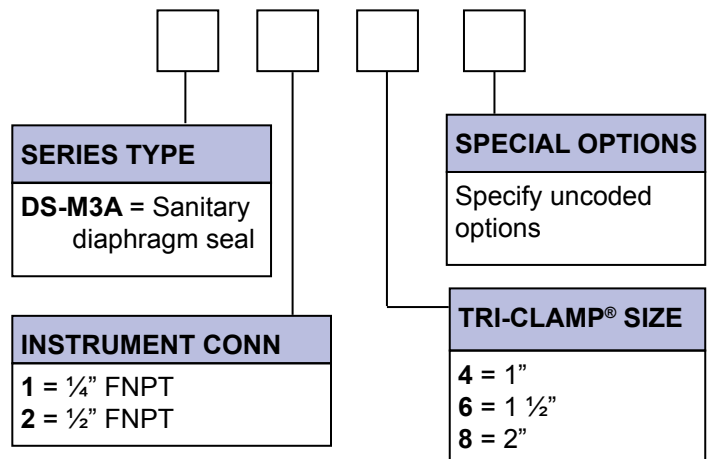 SERIES TYPE
DS-M3A = Sanitary
diaphragm seal
INSTRUMENT CONN
1 = ¼” FNPT
2 = ½” FNPT
SPECIAL OPTIONS
Specify uncoded
options
TRI-CLAMP® SIZE
4 = 1”
6 = 1 ½”
8 = 2”